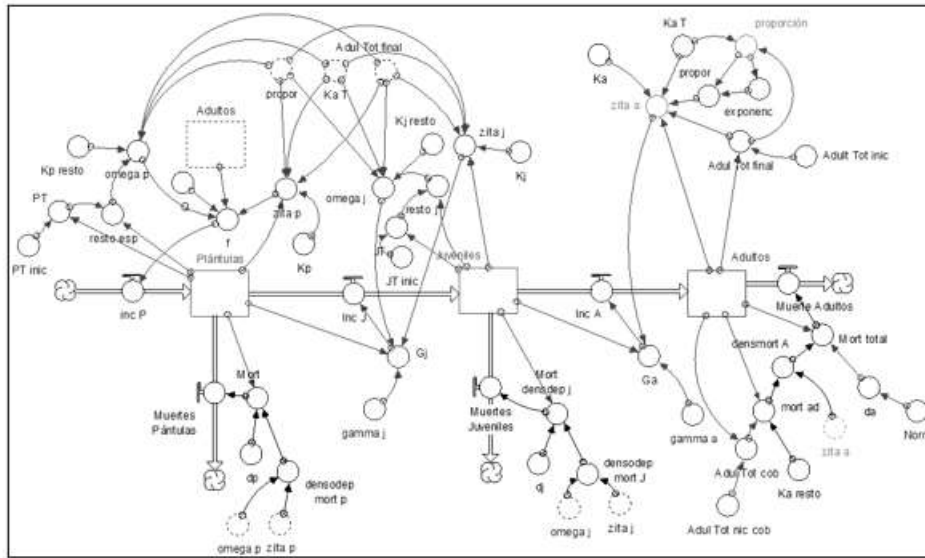 Adul Tot final
Ka T
proporción
propor
Ka T
Ka
propor
Adultos
zita a
exponenc
Kj resto
Kp resto
zita j
omega p
Adul Tot final
Adult Tot inic
Kj
PT
omega j
resto j
zita p
resto esp
f
JT
PT inic
Plántulas
Kp
JT inic
Juveniles
Adultos
inc P
Inc J
Inc A
Muerte Adultos
Gj
densmort A
Mort total
Mort
Mort
densdep j
Ga
Muertes
Pántulas
Muertes
Juveniles
mort ad
gamma j
gamma a
da
Norm
dp
densodep
mort p
dj
densodep
mort J
zita a
AdulTot cob
Ka resto
omega p
zita p
omega j
zita j
Adul Tot nic cob